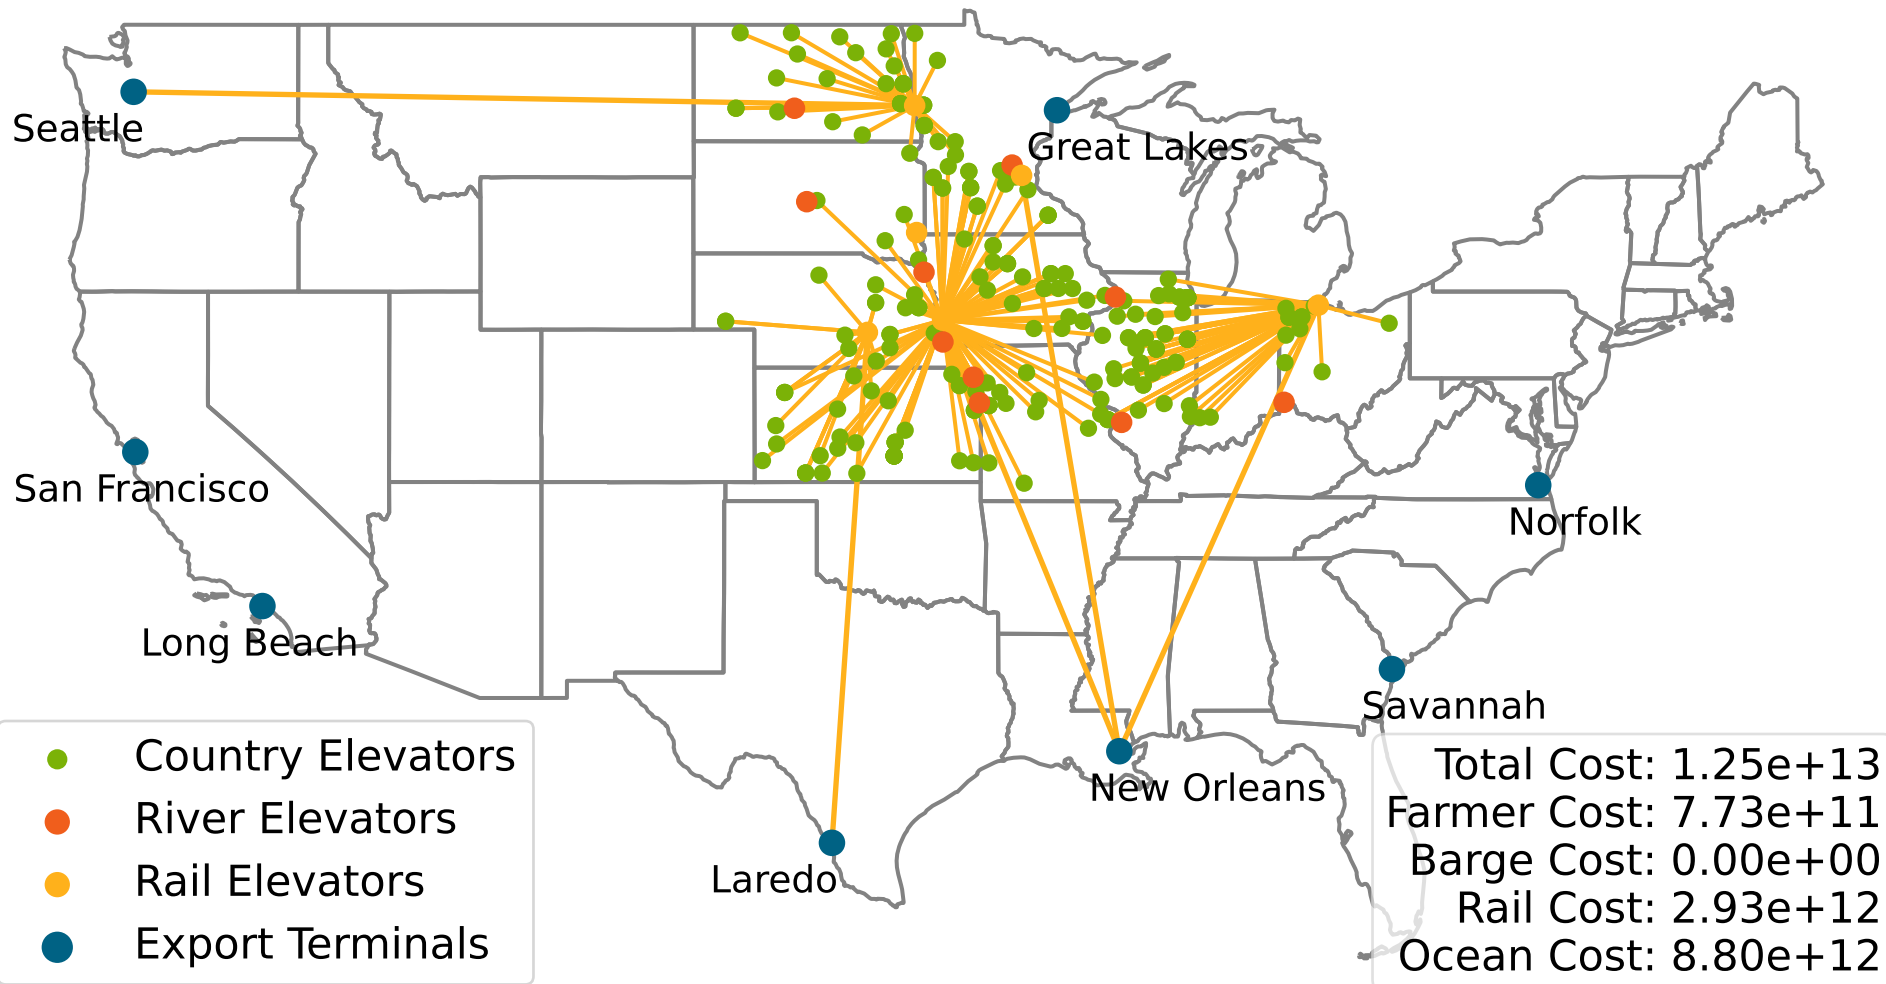 Seattle
Great Lakes
San Francisco
Norfolk
Long Beach
Savannah
New Orleans
Laredo
Country Elevators
River Elevators
Rail Elevators
Export Terminals
Total Cost: 1.25e+13
Farmer Cost: 7.73e+11
Barge Cost: 0.00e+00
Rail Cost: 2.93e+12
Ocean Cost: 8.80e+12